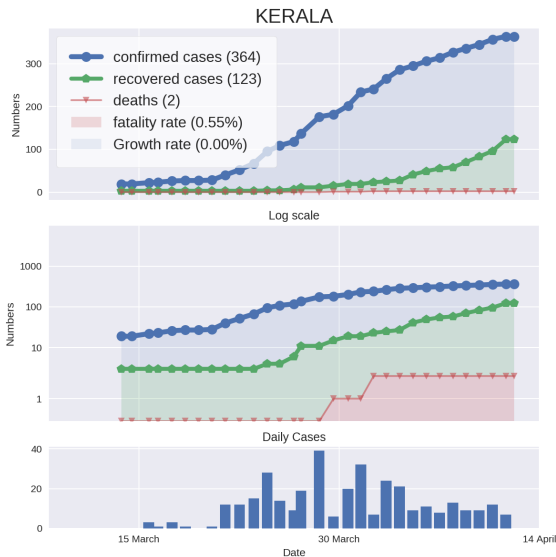 KERALA
confirmed cases (364)
recovered cases (123)
deaths (2)
fatality rate (0.55%)
Growth rate (0.00%)
300
200
100
0
Numbers
Log scale
1000
100
10
1
Numbers
Daily Cases
40
20
0
15 March
30 March
14 April
Date